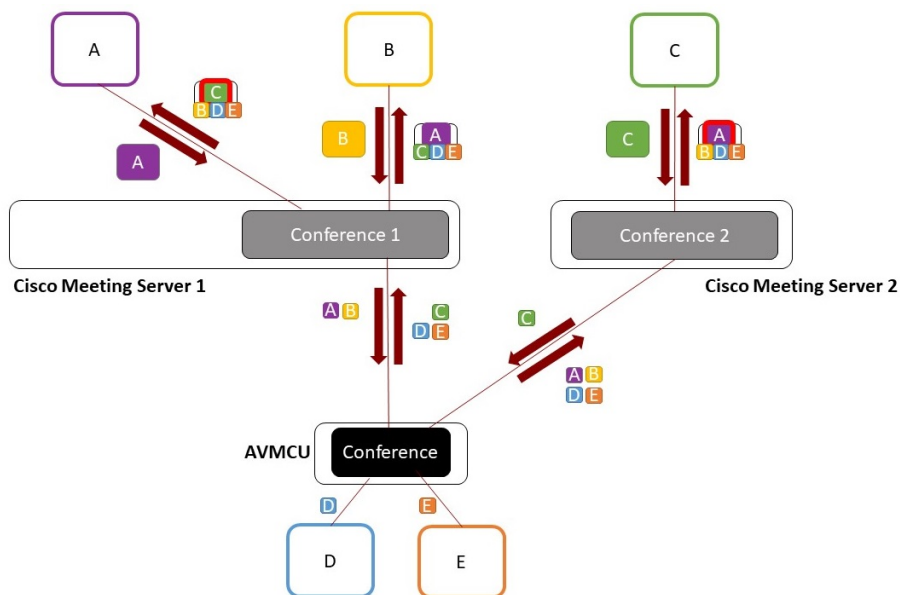 A
B
C
C
B D E
A
B
A
C D E
C
A
B D E
Conference 1
Conference 2
Cisco Meeting Server 1
Cisco Meeting Server 2
A B
C
D E
C
A B
D E
AVMCU
Conference
D
E
D
E